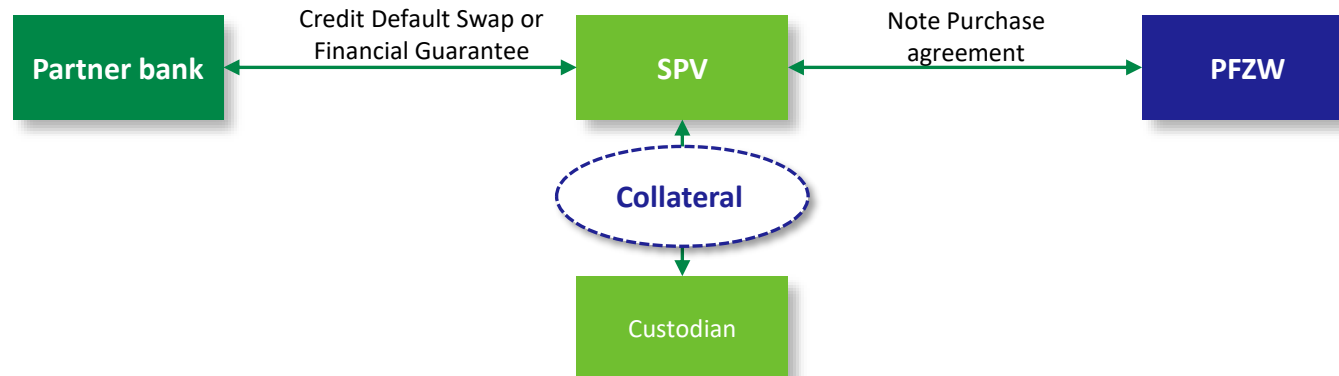 Credit Default Swap or
Financial Guarantee
Note Purchase
agreement
Partner bank
SPV
PFZW
Collateral
Custodian